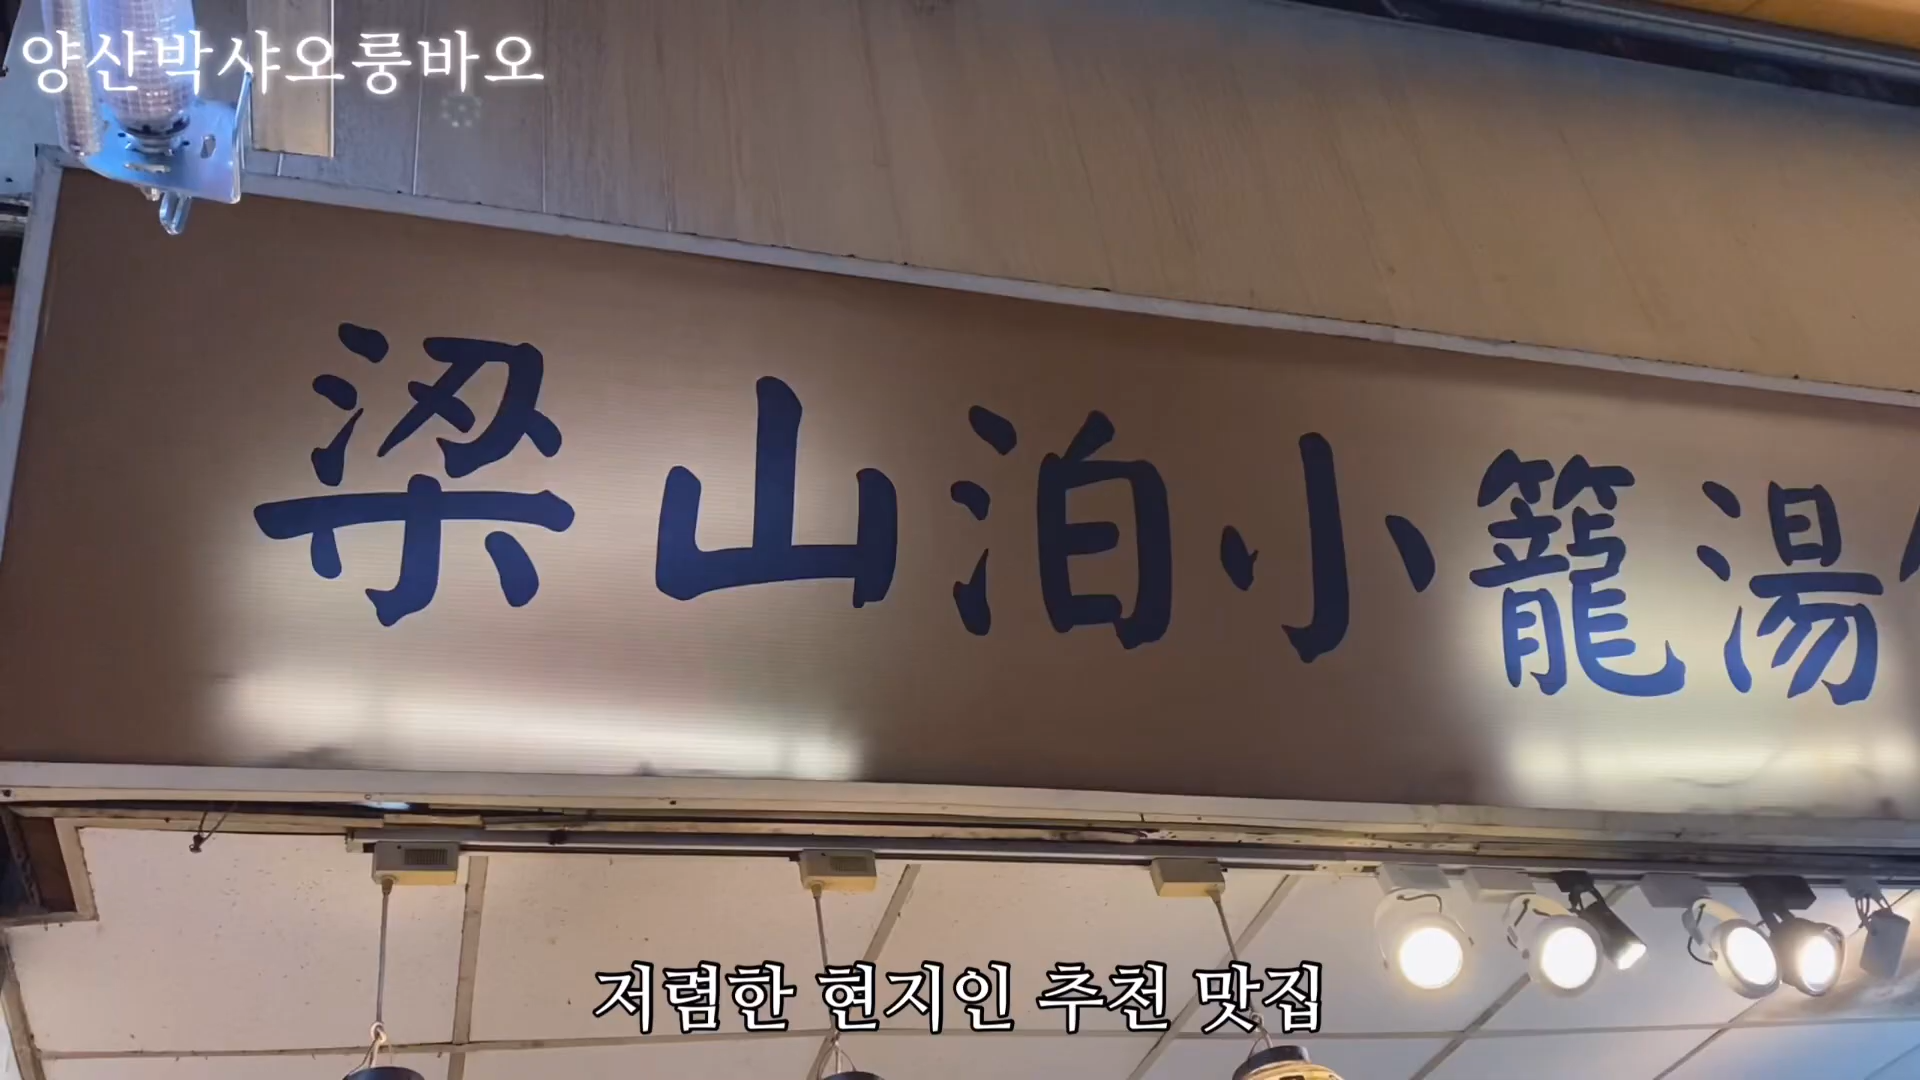 양산박샤오룽바오
梁山泊小籠湯
저렴한 현지인 추천 맛집